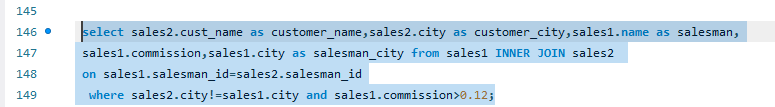 145
146 select sales2.cust_name as customer_name,sales2.city as customer_city,sales1.name as salesman,
147 sales1.commission,sales1.city as salesman_city from sales1 INNER JOIN sales2
148 on sales1.salesman_id=sales2.salesman_id
149 where sales2.city!=sales1.city and sales1.commission>0.12;